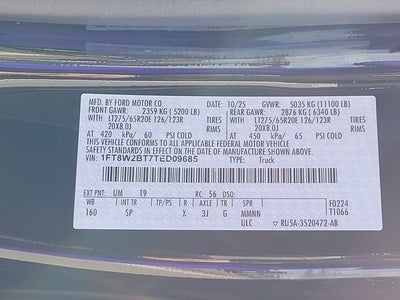 MFD. BY FORD MOTOR CO. 10/25 GVWR: 5035 KG (11100 LB)
FRONT GAWR: 2359 KG (5200 LB) REAR GAWR: 2876 KG (6340 LB)
LT275/65R20E 126/123R TIRES LT275/65R20E 126/123R TIRES
20X8.0J RIMS 20X8.0J RIMS
AT 420 kPa/ 60 PSI COLD AT 450 kPa/ 65 PSI COLD
THIS VEHICLE CONFORMS TO ALL APPLICABLE FEDERAL MOTOR VEHICLE
SAFETY STANDARDS IN EFFECT ON THE DATE OF MANUFACTURE SHOWN ABOVE.
VIN: 1FT8W2BT7TED09685 TYPE: Truck
EXT PNT: UM T9 RC: 56 DSO: F0224
WB INT TR TP/PS R AXLE TR SPR T1066
160 SP X 3J G MMNN
ULC RU5A-3520472-AB